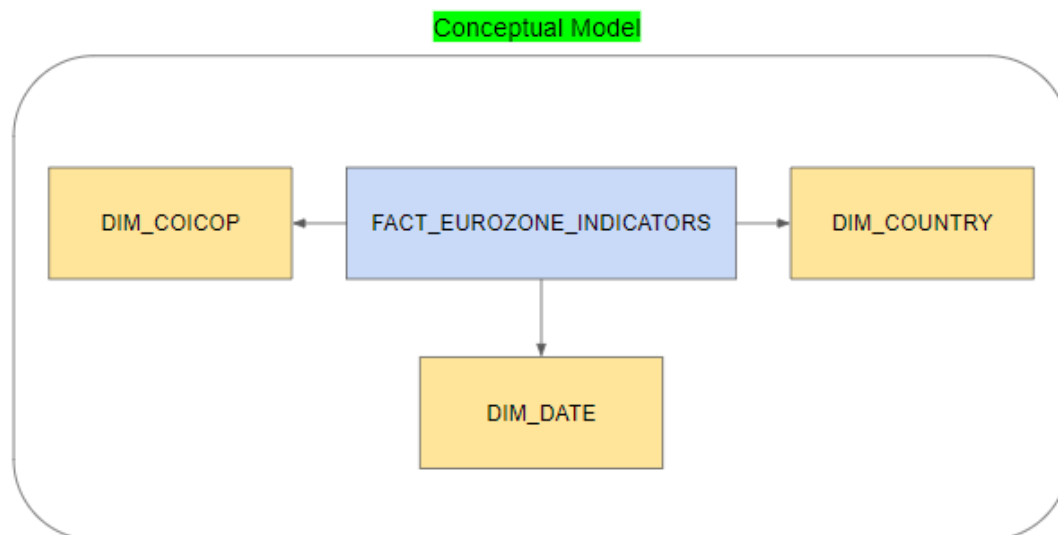 Conceptual Model
DIM_COICOP
FACT_EUROZONE_INDICATORS
DIM_COUNTRY
DIM_DATE